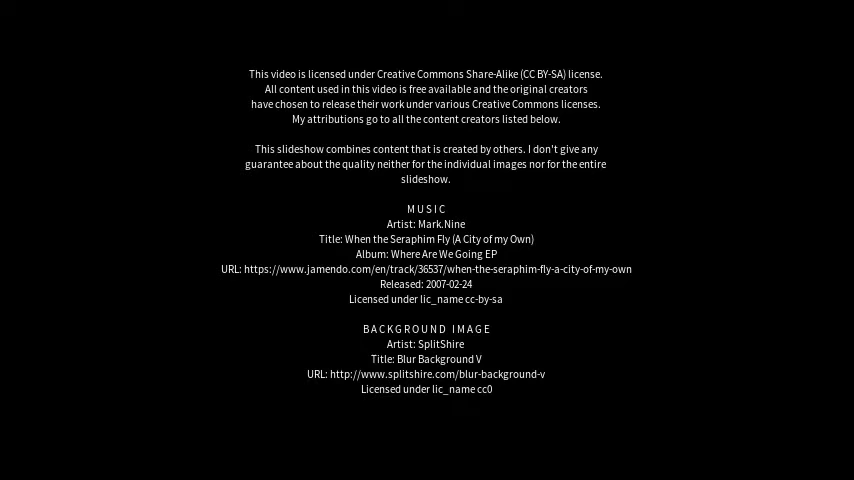 This video is licensed under Creative Commons Share-Alike (CC BY-SA) license.
All content used in this video is free available and the original creators
have chosen to release their work under various Creative Commons licenses.
My attributions go to all the content creators listed below.
This slideshow combines content that is created by others. I don't give any
guarantee about the quality neither for the individual images nor for the entire
slideshow.
MUSIC
Artist: Mark.Nine
Title: When the Seraphim Fly (A City of my Own)
Album: Where Are We Going EP
URL: https://www.jamendo.com/en/track/36537/when-the-seraphim-fly-a-city-of-my-own
Released: 2007-02-24
Licensed under lic_name cc-by-sa
BACKGROUND IMAGE
Artist: SplitShire
Title: Blur Background V
URL: http://www.splitshire.com/blur-background-v
Licensed under lic_name cc0